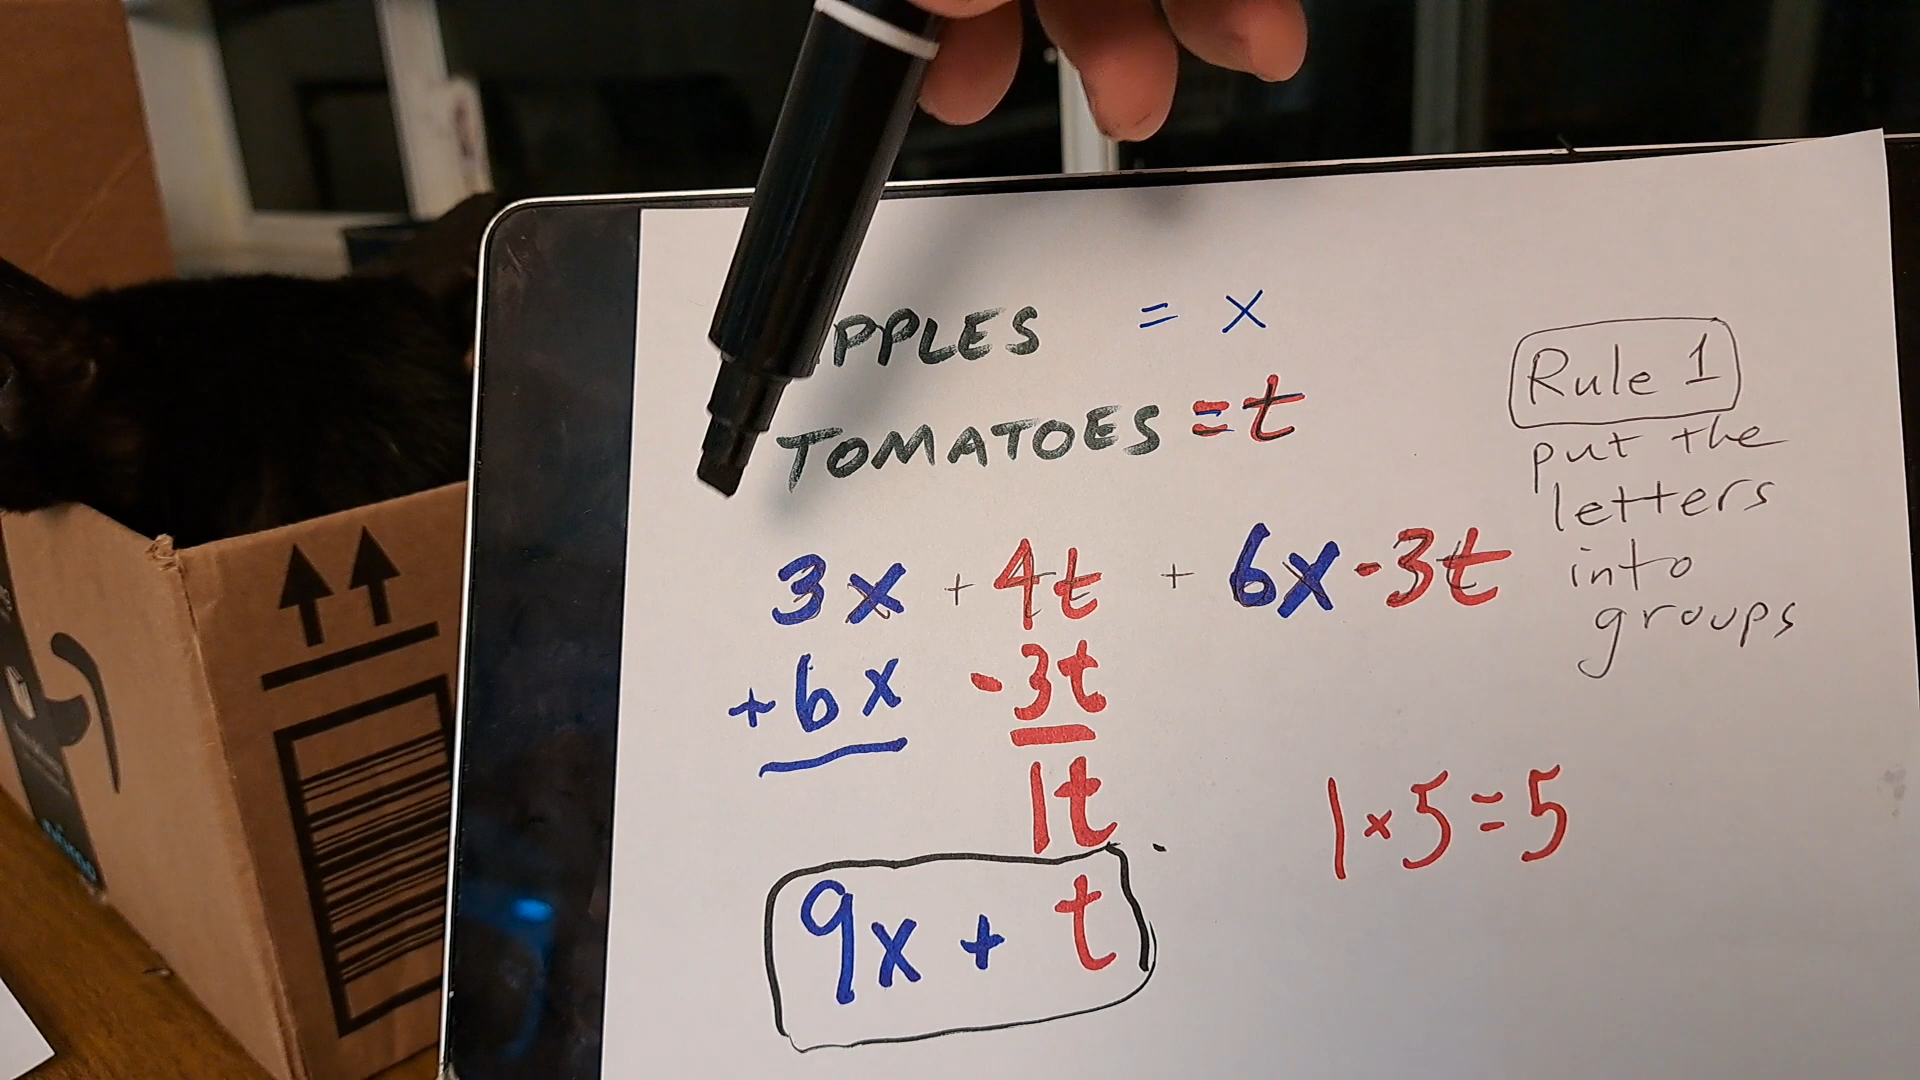 PPLES = x
TOMATOES = t
Rule 1
put the
letters
into
groups
3x + 4t + 6x - 3t
+6x - 3t
1t
9x + t
1 x 5 = 5